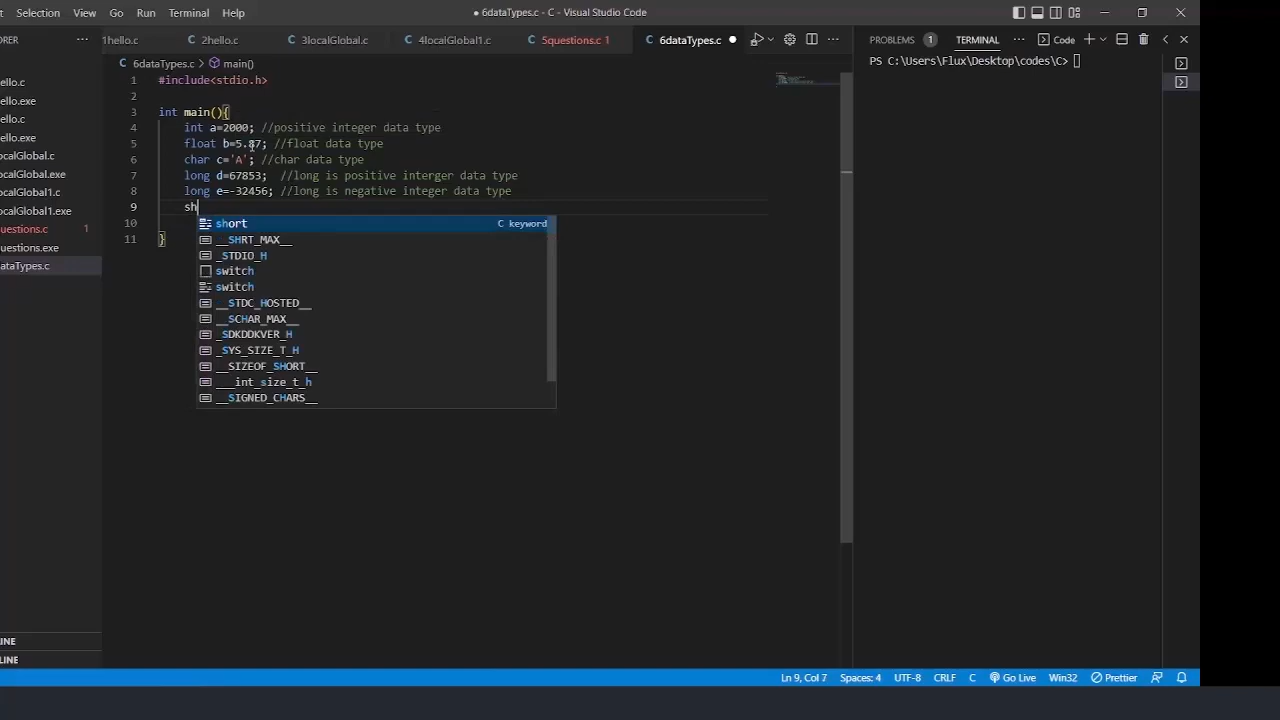 Selection View Go Run Terminal Help
● 6dataTypes.c - C - Visual Studio Code
1hello.c 2hello.c 3localGlobal.c 4localGlobal1.c 5questions.c 1 6dataTypes.c
PROBLEMS 1 TERMINAL ··· Code
6dataTypes.c > main()
PS C:\Users\Flux\Desktop\codes\C>
ello.c
ello.exe
ello.c
ello.exe
ocalGlobal.c
ocalGlobal.exe
ocalGlobal1.c
ocalGlobal1.exe
uestions.c 1
uestions.exe
ataTypes.c
LINE
LINE
1 #include<stdio.h>
2
3 int main(){
4 int a=2000; //positive integer data type
5 float b=5.87; //float data type
6 char c='A'; //char data type
7 long d=67853; //long is positive interger data type
8 long e=-32456; //long is negative integer data type
9 sh
10
11 }
short C keyword
__SHRT_MAX__
_STDIO_H
switch
switch
__STDC_HOSTED__
__SCHAR_MAX__
_SDKDDKVER_H
_SYS_SIZE_T_H
__SIZEOF_SHORT__
___int_size_t_h
__SIGNED_CHARS__
Ln 9, Col 7 Spaces: 4 UTF-8 CRLF C Go Live Win32 Prettier